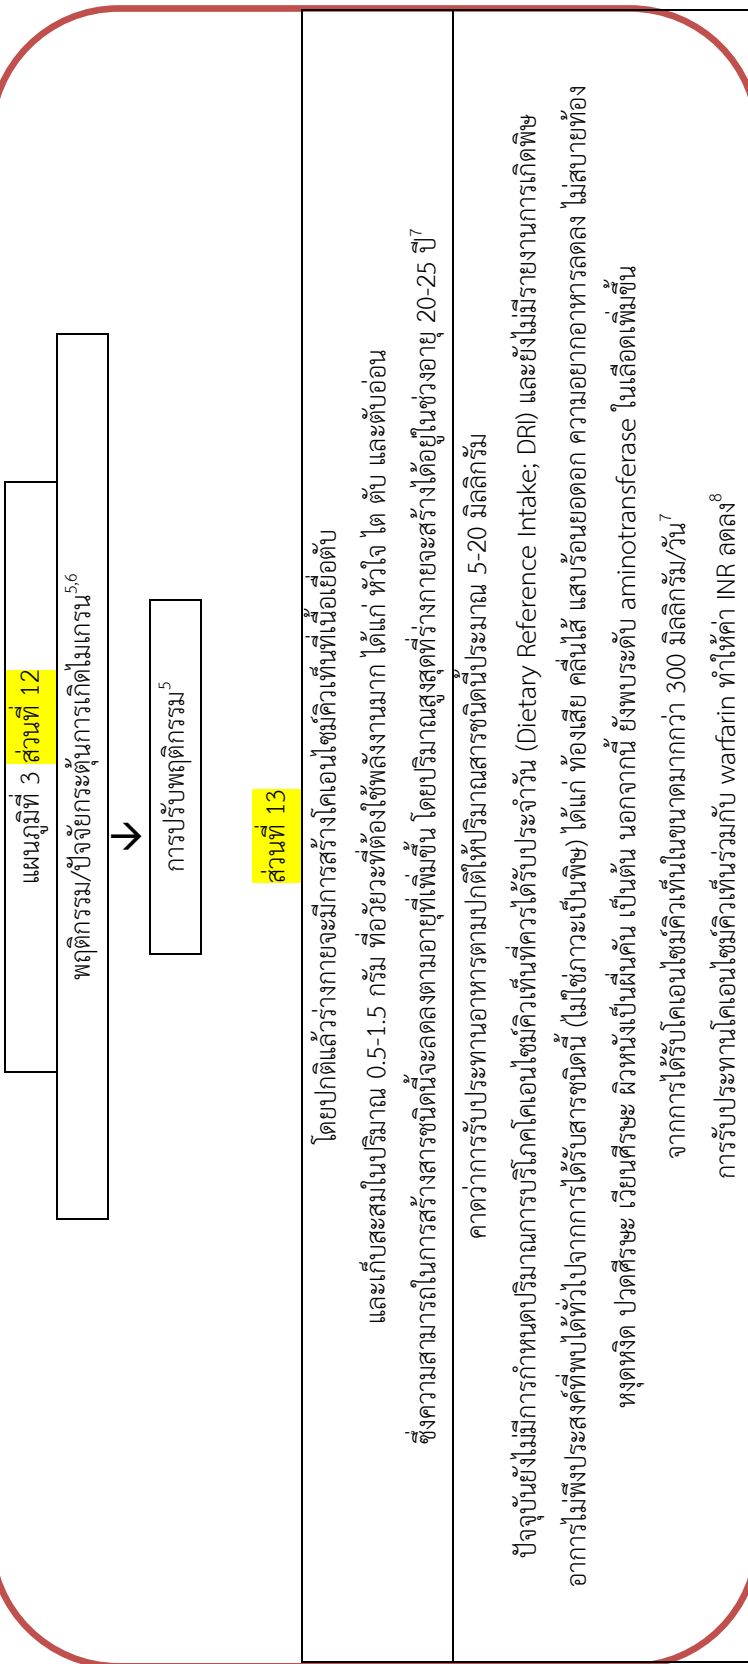 แผนภูมิที่ 3 ส่วนที่ 12
พฤติกรรม/ปัจจัยกระตุ้นการเกิดไมเกรน5,6
→
การปรับพฤติกรรม5
ส่วนที่ 13
โดยปกติแล้วร่างกายจะมีการสร้างโคเอนไซม์คิวเท็นที่เนื้อเยื่อตับ
และเก็บสะสมในปริมาณ 0.5-1.5 กรัม ที่อวัยวะที่ต้องใช้พลังงานมาก ได้แก่ หัวใจ ไต ตับ และตับอ่อน
ซึ่งความสามารถในการสร้างสารชนิดนี้จะลดลงตามอายุที่เพิ่มขึ้น โดยปริมาณสูงสุดที่ร่างกายจะสร้างได้อยู่ในช่วงอายุ 20-25 ปี7
คาดว่าการรับประทานอาหารตามปกติให้ปริมาณสารชนิดนี้ประมาณ 5-20 มิลลิกรัม
ปัจจุบันยังไม่มีการกำหนดปริมาณการบริโภคโคเอนไซม์คิวเท็นที่ควรได้รับประจำวัน (Dietary Reference Intake; DRI) และยังไม่มีรายงานการเกิดพิษ
อาการไม่พึงประสงค์ที่พบได้ทั่วไปจากการได้รับสารชนิดนี้ (ไม่ใช่ภาวะเป็นพิษ) ได้แก่ ท้องเสีย คลื่นไส้ แสบร้อนยอดอก ความอยากอาหารลดลง ไม่สบายท้อง
หงุดหงิด ปวดศีรษะ เวียนศีรษะ ผิวหนังเป็นผื่นคัน เป็นต้น นอกจากนี้ ยังพบระดับ aminotransferase ในเลือดเพิ่มขึ้น
จากการได้รับโคเอนไซม์คิวเท็นในขนาดมากกว่า 300 มิลลิกรัม/วัน7
การรับประทานโคเอนไซม์คิวเท็นร่วมกับ warfarin ทำให้ค่า INR ลดลง8